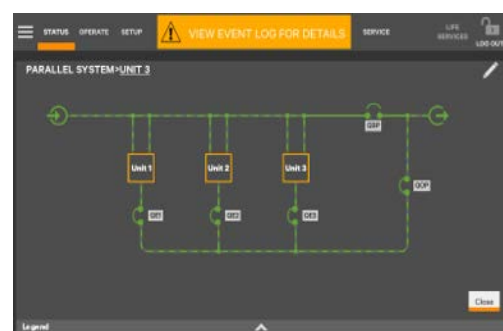 STATUS OPERATE SETUP VIEW EVENT LOG FOR DETAILS SERVICE LIFE SERVICES LOG OUT
PARALLEL SYSTEM>UNIT 3
QBP
Unit 1 Unit 2 Unit 3
QOP
QE1 QE2 QE3
Close
Legend